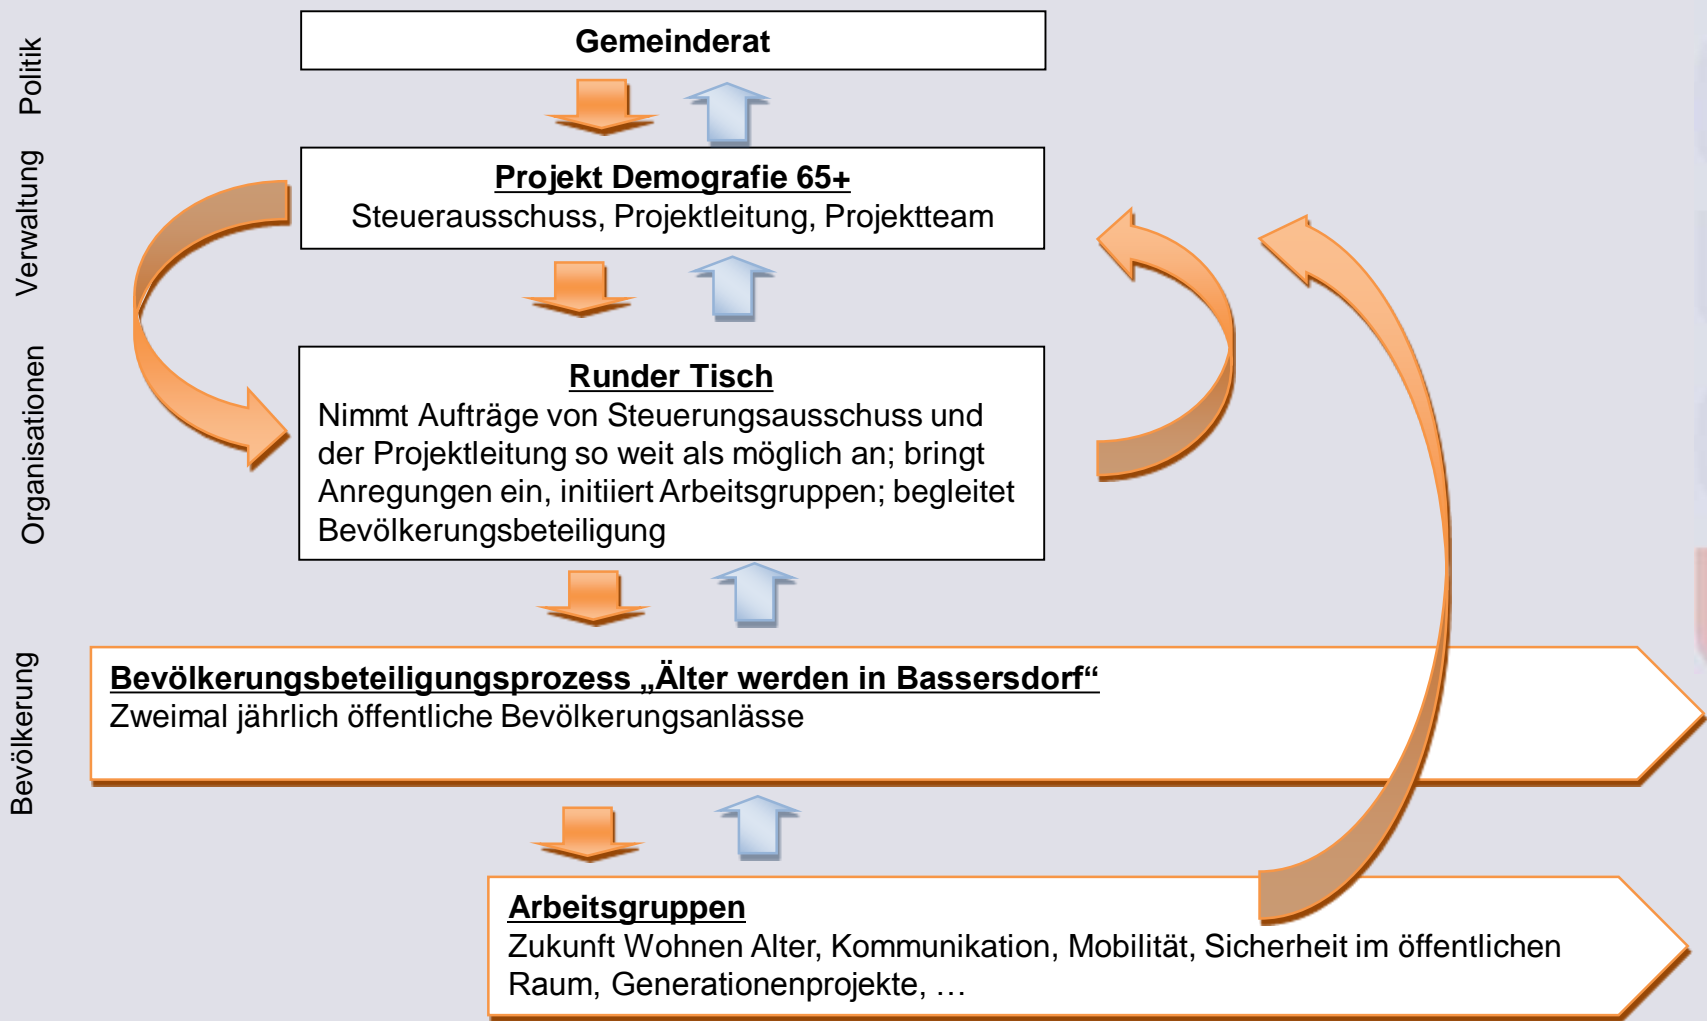 Politik
Gemeinderat
Verwaltung
Projekt Demografie 65+
Steuerausschuss, Projektleitung, Projektteam
Organisationen
Runder Tisch
Nimmt Aufträge von Steuerungsausschuss und
der Projektleitung so weit als möglich an; bringt
Anregungen ein, initiiert Arbeitsgruppen; begleitet
Bevölkerungsbeteiligung
Bevölkerung
Bevölkerungsbeteiligungsprozess „Älter werden in Bassersdorf“
Zweimal jährlich öffentliche Bevölkerungsanlässe
Arbeitsgruppen
Zukunft Wohnen Alter, Kommunikation, Mobilität, Sicherheit im öffentlichen
Raum, Generationenprojekte, …